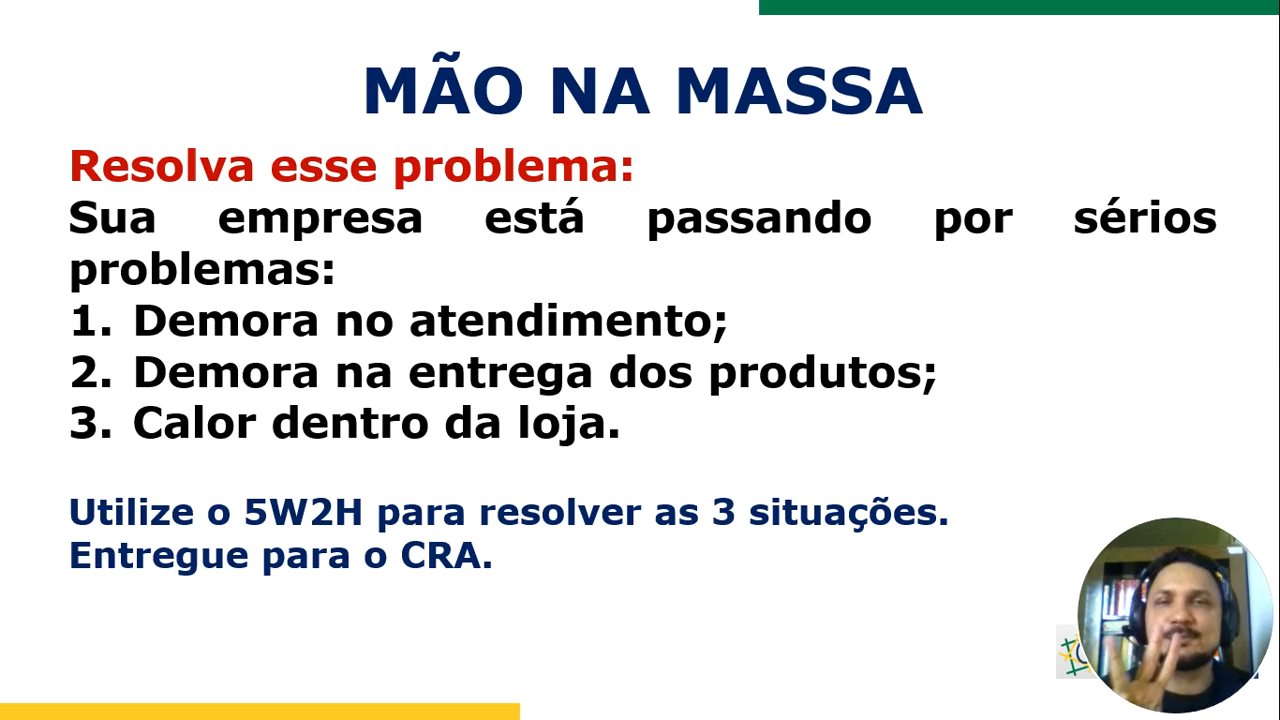 MÃO NA MASSA
Resolva esse problema:
Sua empresa está passando por sérios
problemas:
1. Demora no atendimento;
2. Demora na entrega dos produtos;
3. Calor dentro da loja.
Utilize o 5W2H para resolver as 3 situações.
Entregue para o CRA.